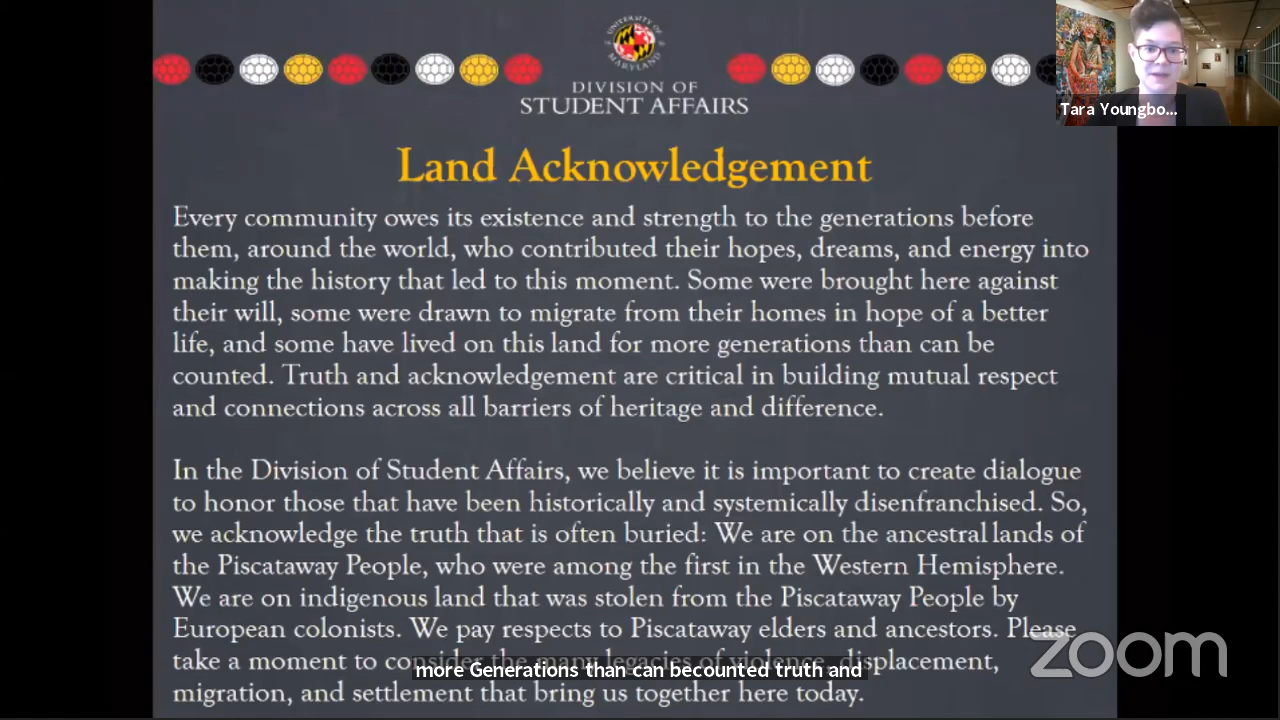 UNIVERSITY OF
MARYLAND
DIVISION OF
STUDENT AFFAIRS
Tara Youngbo...
Land Acknowledgement
Every community owes its existence and strength to the generations before
them, around the world, who contributed their hopes, dreams, and energy into
making the history that led to this moment. Some were brought here against
their will, some were drawn to migrate from their homes in hope of a better
life, and some have lived on this land for more generations than can be
counted. Truth and acknowledgement are critical in building mutual respect
and connections across all barriers of heritage and difference.
In the Division of Student Affairs, we believe it is important to create dialogue
to honor those that have been historically and systemically disenfranchised. So,
we acknowledge the truth that is often buried: We are on the ancestral lands of
the Piscataway People, who were among the first in the Western Hemisphere.
We are on indigenous land that was stolen from the Piscataway People by
European colonists. We pay respects to Piscataway elders and ancestors. Please
take a moment to consider the many legacies of violence, displacement,
migration, and settlement that bring us together here today.
more Generations than can becounted truth and
zoom